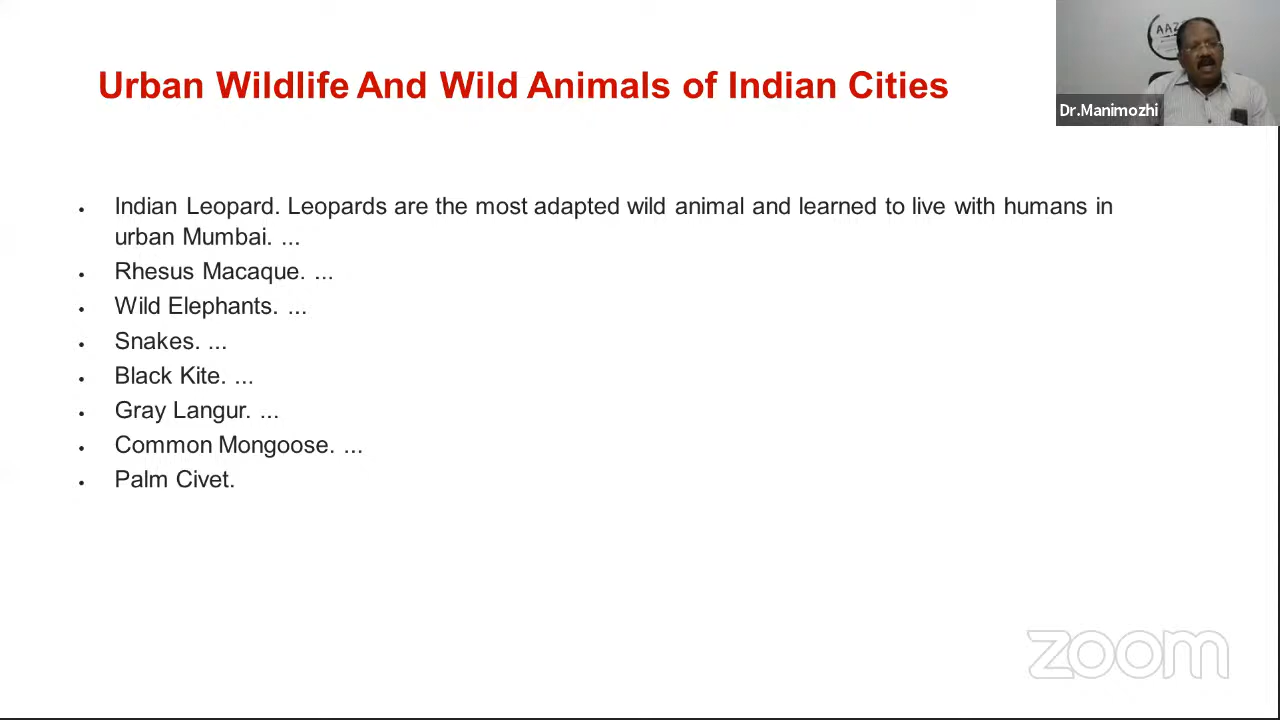 Urban Wildlife And Wild Animals of Indian Cities
AAZ
Dr.Manimozhi
• Indian Leopard. Leopards are the most adapted wild animal and learned to live with humans in
urban Mumbai. ...
• Rhesus Macaque. ...
• Wild Elephants. ...
• Snakes. ...
• Black Kite. ...
• Gray Langur. ...
• Common Mongoose. ...
• Palm Civet.
zoom